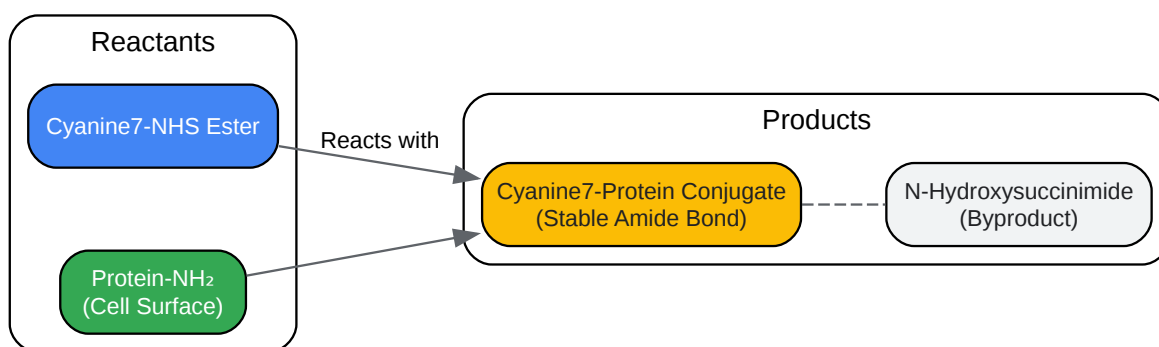 Reactants
Cyanine7-NHS Ester
Protein-NH₂
(Cell Surface)
Reacts with
Products
Cyanine7-Protein Conjugate
(Stable Amide Bond)
N-Hydroxysuccinimide
(Byproduct)